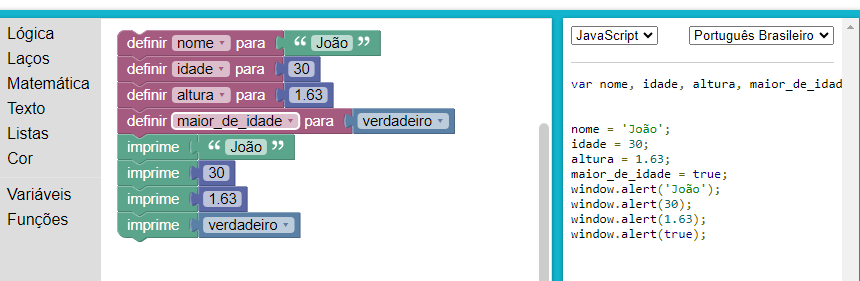 Lógica
Laços
Matemática
Texto
Listas
Cor
Variáveis
Funções
definir nome para “ João ”
definir idade para 30
definir altura para 1.63
definir maior_de_idade para verdadeiro
imprime “ João ”
imprime 30
imprime 1.63
imprime verdadeiro
JavaScript Português Brasileiro
var nome, idade, altura, maior_de_idad
nome = 'João';
idade = 30;
altura = 1.63;
maior_de_idade = true;
window.alert('João');
window.alert(30);
window.alert(1.63);
window.alert(true);